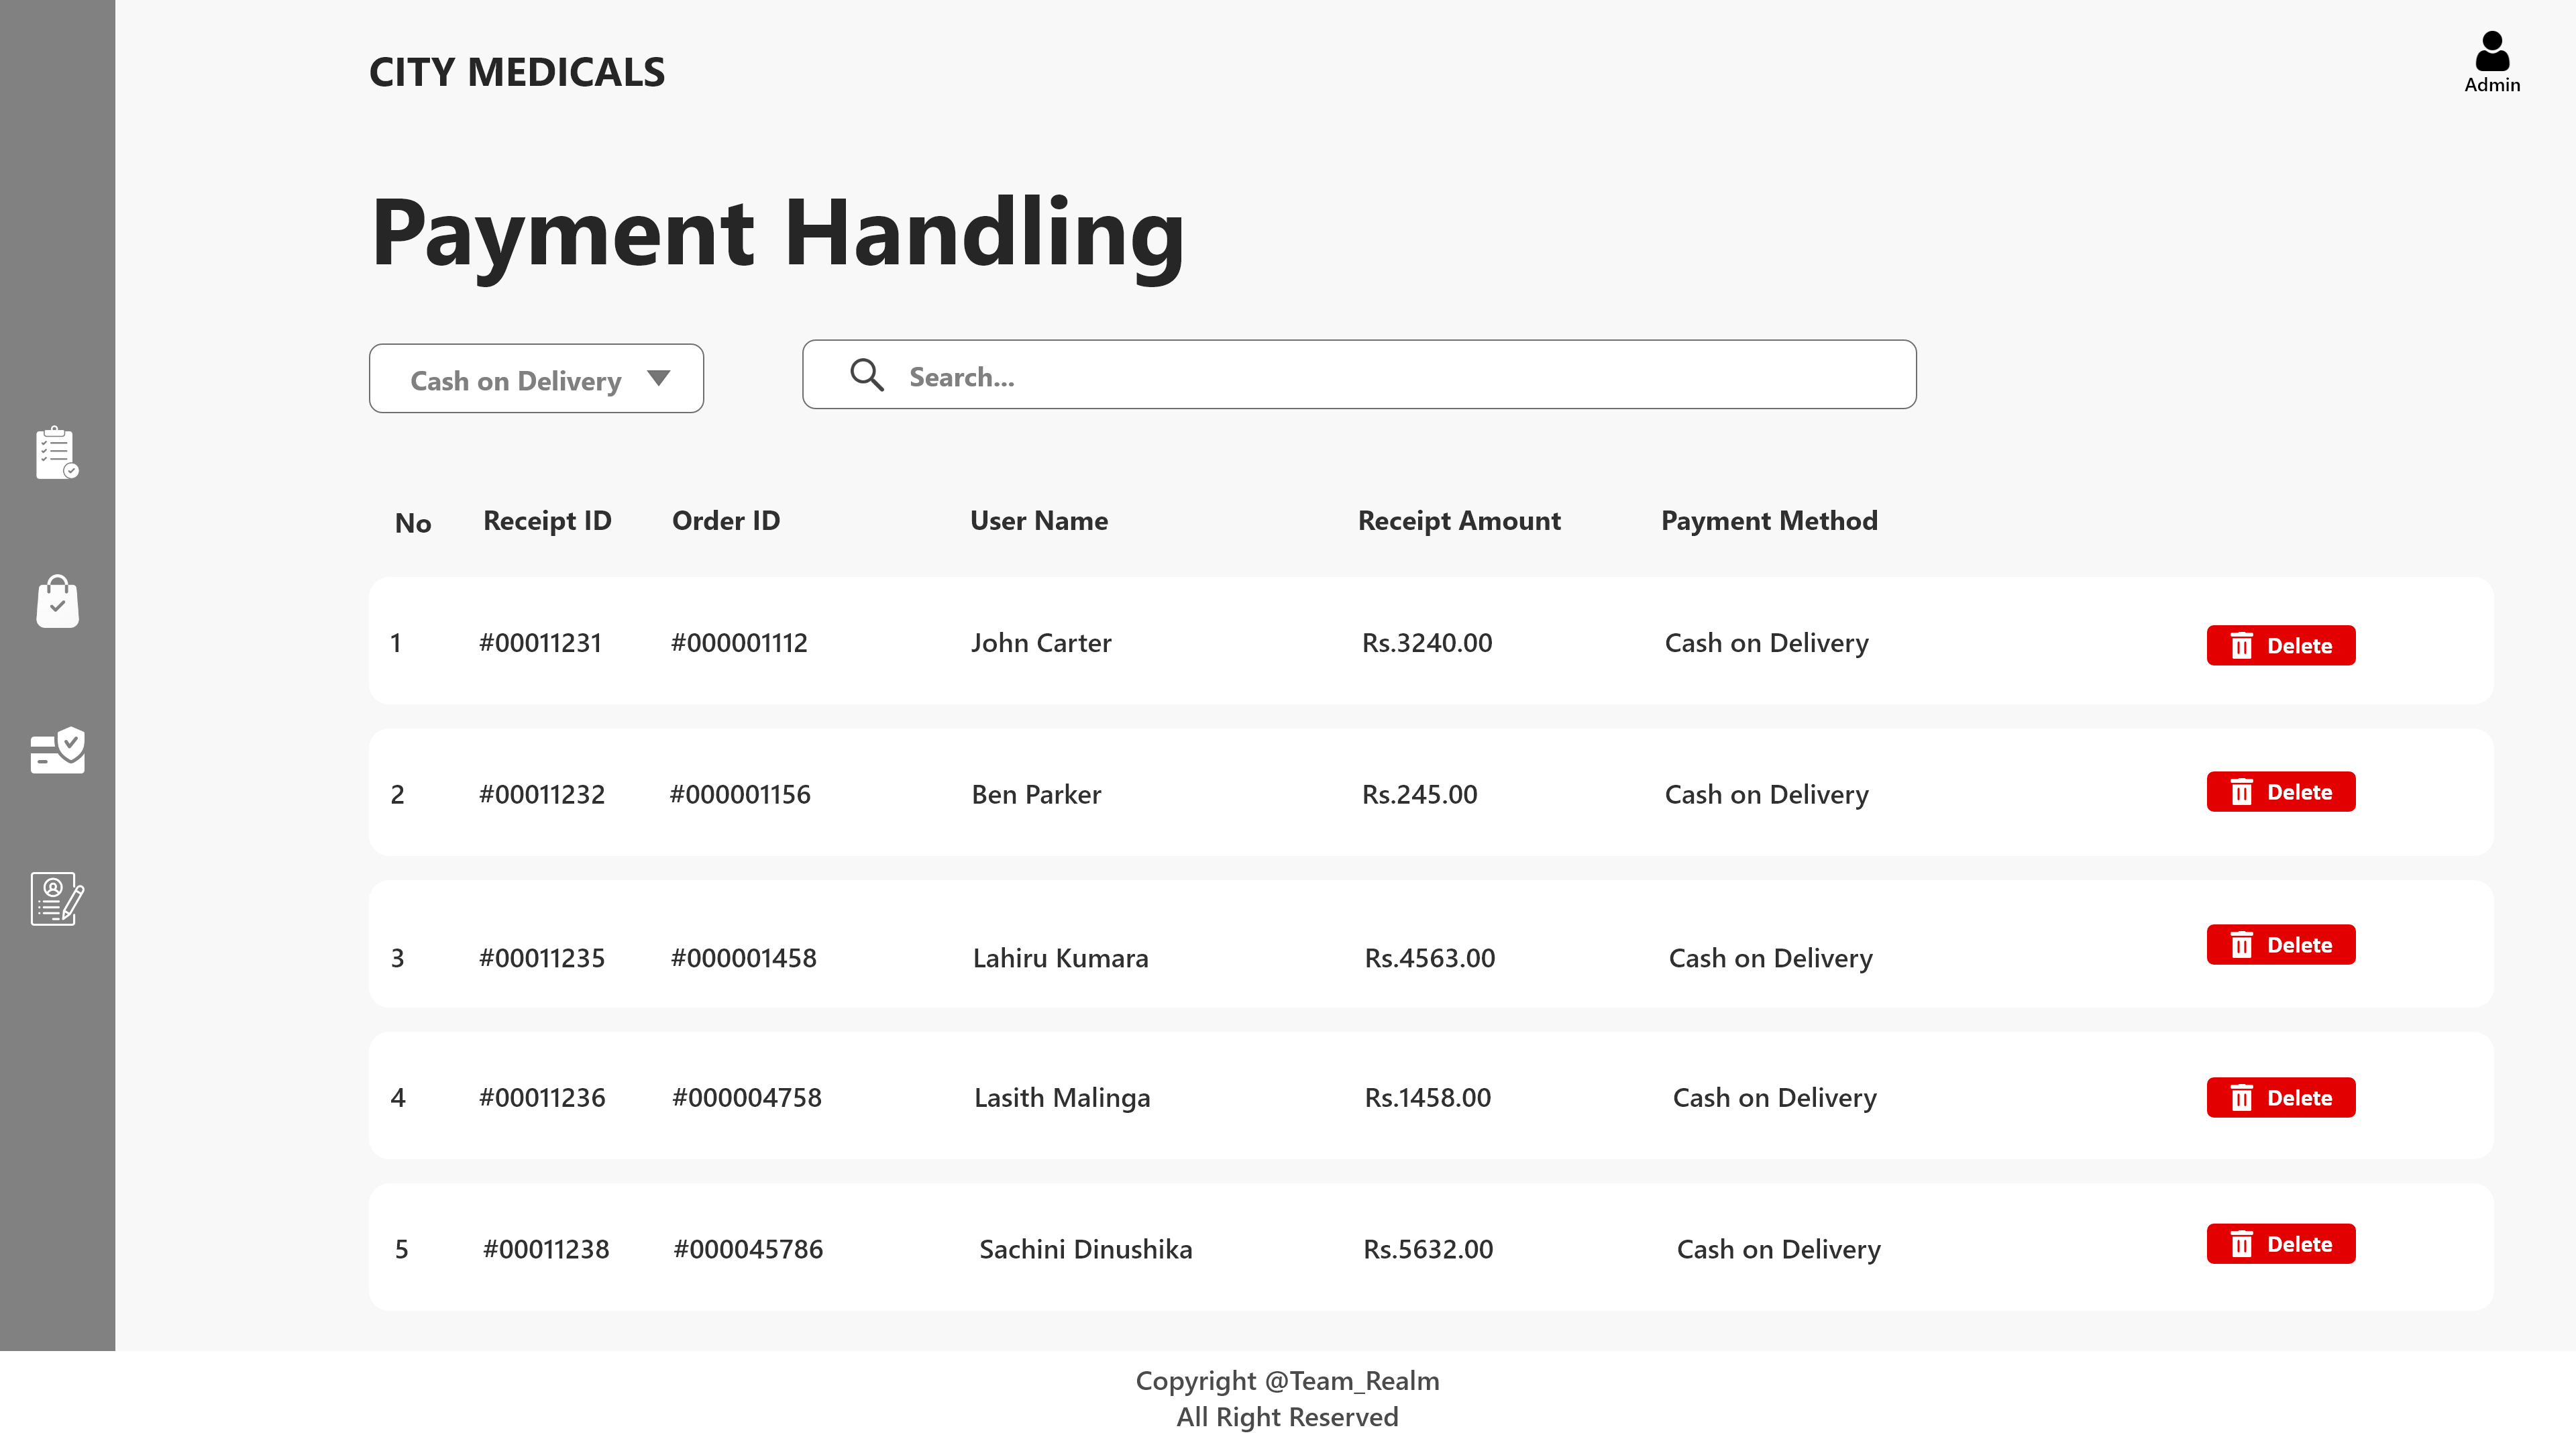 CITY MEDICALS
Admin
Payment Handling
Cash on Delivery
Search...
No Receipt ID Order ID User Name Receipt Amount Payment Method
1 #00011231 #000001112 John Carter Rs.3240.00 Cash on Delivery Delete
2 #00011232 #000001156 Ben Parker Rs.245.00 Cash on Delivery Delete
3 #00011235 #000001458 Lahiru Kumara Rs.4563.00 Cash on Delivery Delete
4 #00011236 #000004758 Lasith Malinga Rs.1458.00 Cash on Delivery Delete
5 #00011238 #000045786 Sachini Dinushika Rs.5632.00 Cash on Delivery Delete
Copyright @Team_Realm
All Right Reserved